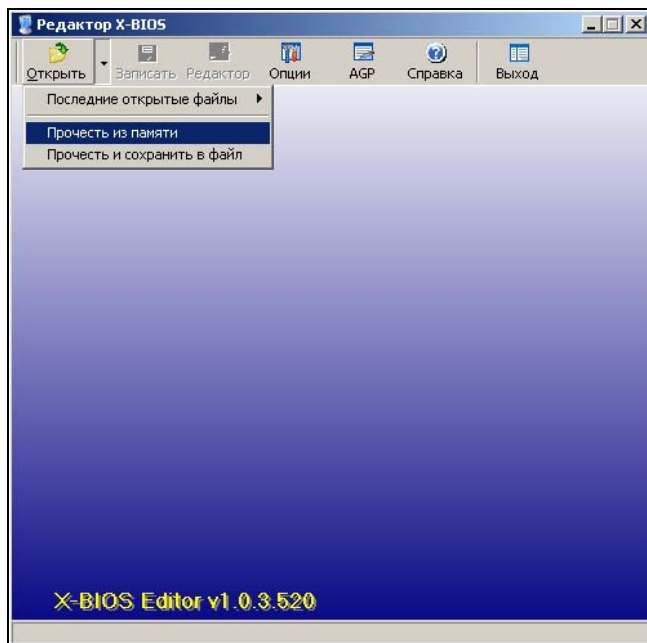 Редактор X-BIOS
Открыть Записать Редактор Опции AGP Справка Выход
Последние открытые файлы
Прочесть из памяти
Прочесть и сохранить в файл
X-BIOS Editor v1.0.3.520